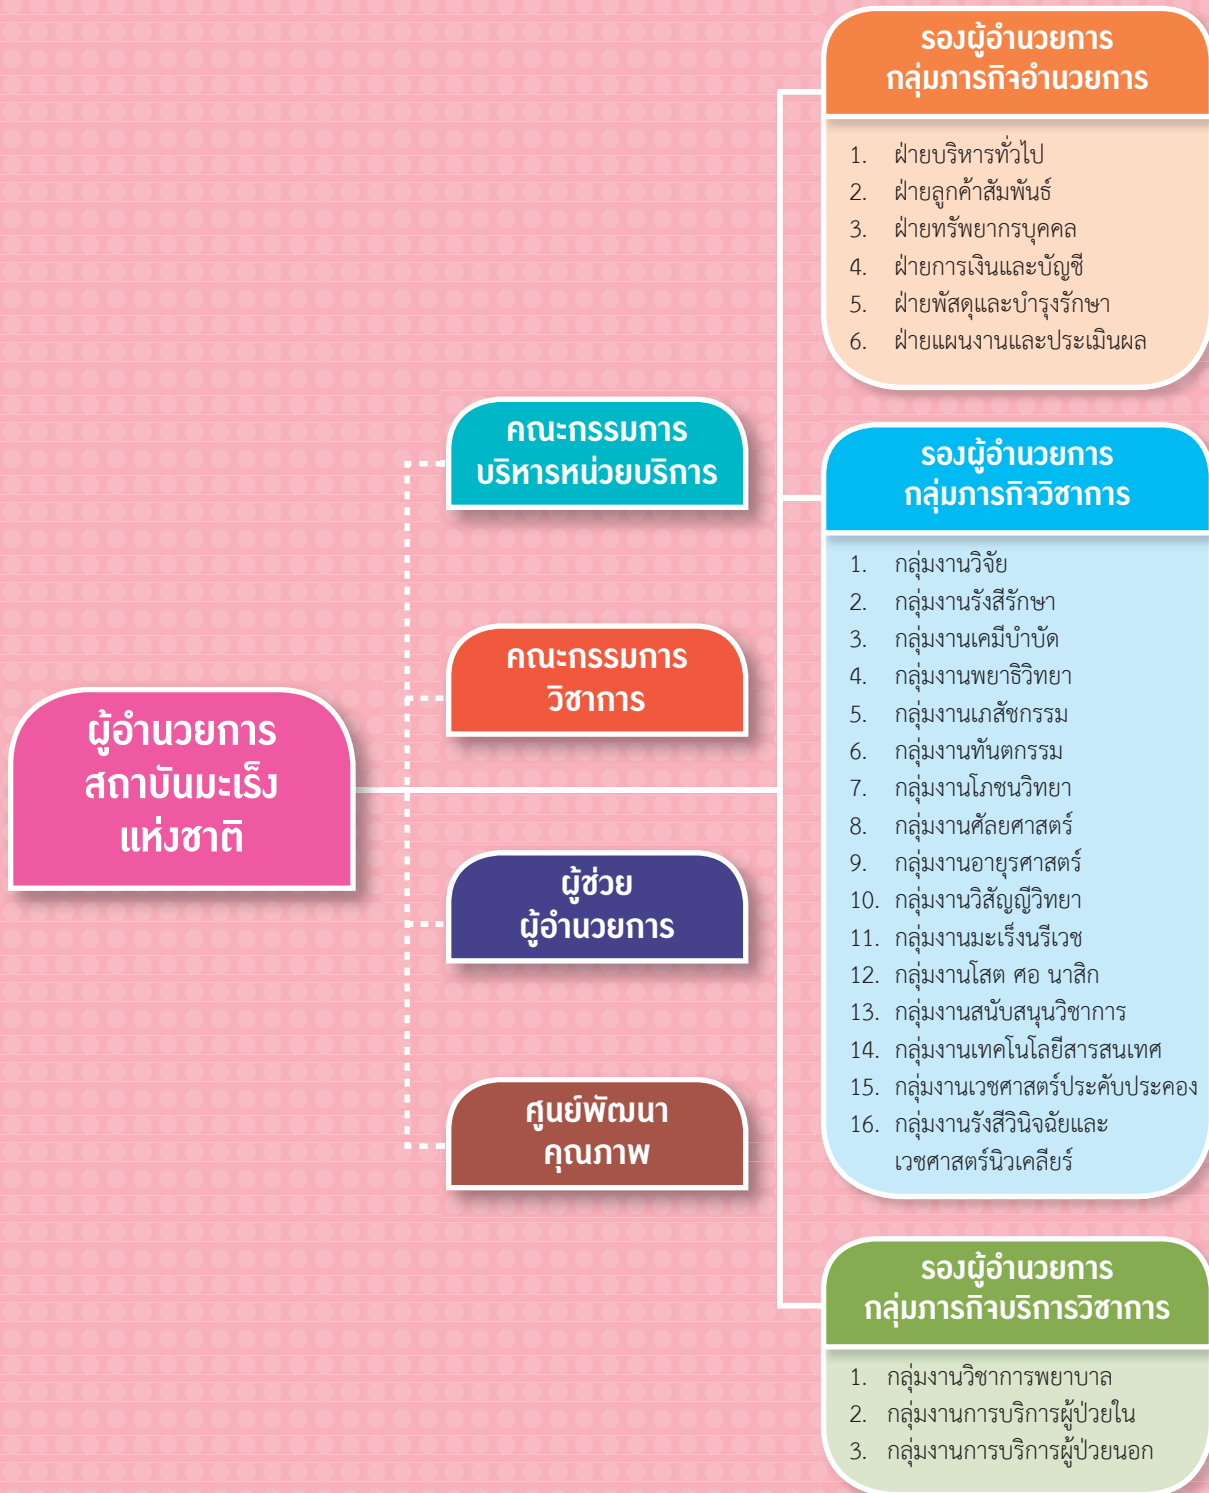 ผู้อำนวยการ
สถาบันมะเร็ง
แห่งชาติ
คณะกรรมการ
บริหารหน่วยบริการ
คณะกรรมการ
วิชาการ
ผู้ช่วย
ผู้อำนวยการ
ศูนย์พัฒนา
คุณภาพ
รองผู้อำนวยการ
กลุ่มภารกิจอำนวยการ
1. ฝ่ายบริหารทั่วไป
2. ฝ่ายลูกค้าสัมพันธ์
3. ฝ่ายทรัพยากรบุคคล
4. ฝ่ายการเงินและบัญชี
5. ฝ่ายพัสดุและบำรุงรักษา
6. ฝ่ายแผนงานและประเมินผล
รองผู้อำนวยการ
กลุ่มภารกิจวิชาการ
1. กลุ่มงานวิจัย
2. กลุ่มงานรังสีรักษา
3. กลุ่มงานเคมีบำบัด
4. กลุ่มงานพยาธิวิทยา
5. กลุ่มงานเภสัชกรรม
6. กลุ่มงานทันตกรรม
7. กลุ่มงานโภชนวิทยา
8. กลุ่มงานศัลยศาสตร์
9. กลุ่มงานอายุรศาสตร์
10. กลุ่มงานวิสัญญีวิทยา
11. กลุ่มงานมะเร็งนรีเวช
12. กลุ่มงานโสต ศอ นาสิก
13. กลุ่มงานสนับสนุนวิชาการ
14. กลุ่มงานเทคโนโลยีสารสนเทศ
15. กลุ่มงานเวชศาสตร์ประคับประคอง
16. กลุ่มงานรังสีวินิจฉัยและ
เวชศาสตร์นิวเคลียร์
รองผู้อำนวยการ
กลุ่มภารกิจบริการวิชาการ
1. กลุ่มงานวิชาการพยาบาล
2. กลุ่มงานการบริการผู้ป่วยใน
3. กลุ่มงานการบริการผู้ป่วยนอก